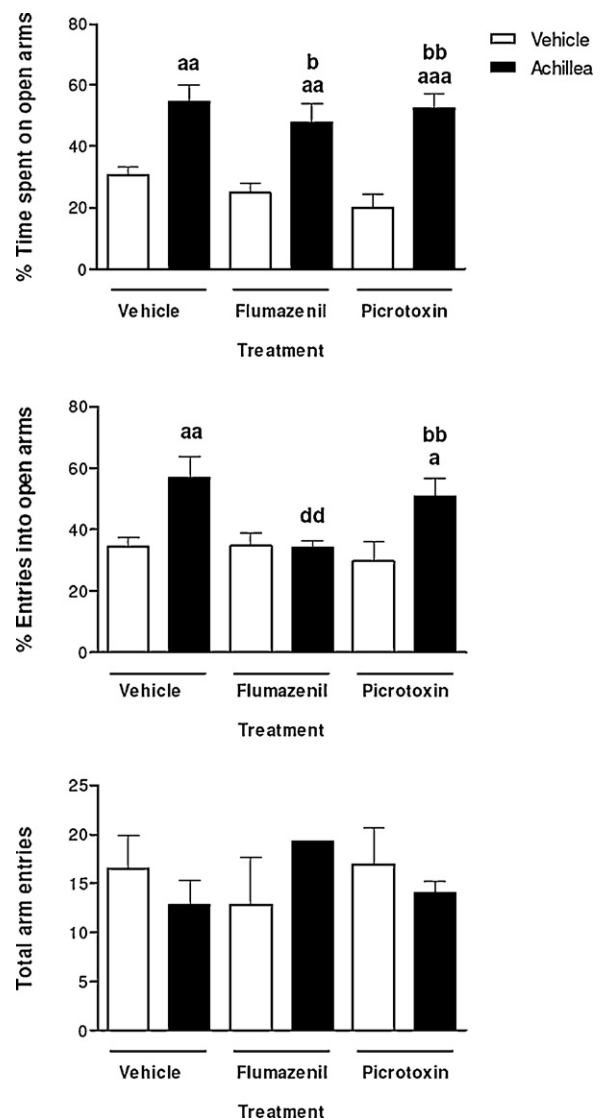 % Time spent on open arms
80
60
40
20
0
aa
b
aa
bb
aaa
Vehicle
Achillea
Vehicle Flumazenil Picrotoxin
Treatment
% Entries into open arms
80
60
40
20
0
aa
dd
bb
a
Vehicle Flumazenil Picrotoxin
Treatment
Total arm entries
25
20
15
10
5
0
Vehicle Flumazenil Picrotoxin
Treatment